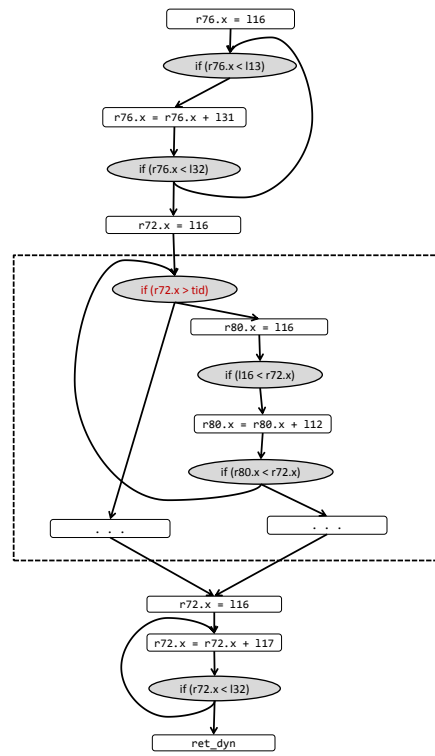 r76.x = l16
if (r76.x < l13)
r76.x = r76.x + l31
if (r76.x < l32)
r72.x = l16
if (r72.x > tid)
r80.x = l16
if (l16 < r72.x)
r80.x = r80.x + l12
if (r80.x < r72.x)
. . .
. . .
r72.x = l16
r72.x = r72.x + l17
if (r72.x < l32)
ret_dyn